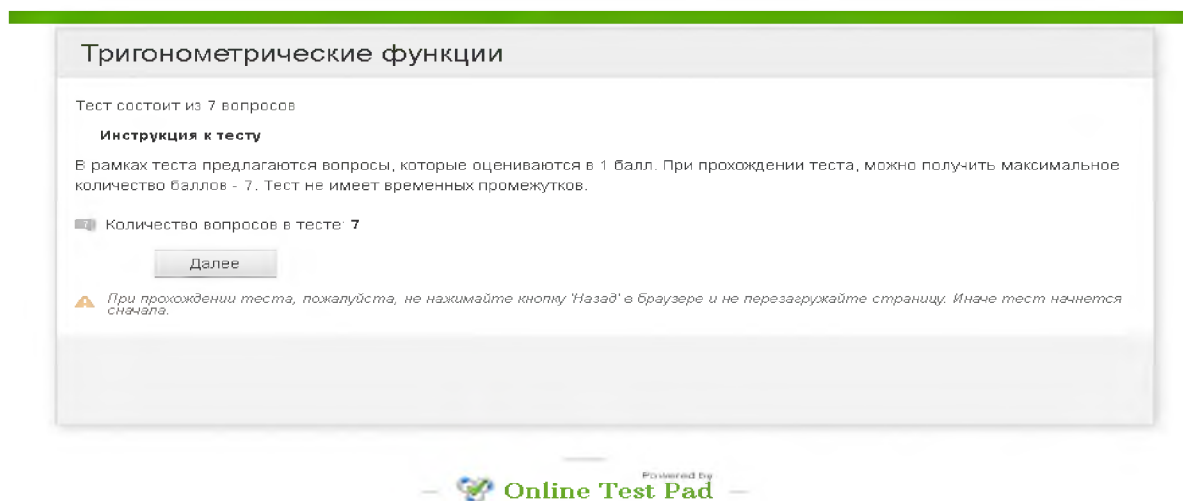 Тригонометрические функции
Тест состоит из 7 вопросов
Инструкция к тесту
В рамках теста предлагаются вопросы, которые оцениваются в 1 балл. При прохождении теста, можно получить максимальное
количество баллов - 7. Тест не имеет временных промежутков.
Количество вопросов в тесте: 7
Далее
При прохождении теста, пожалуйста, не нажимайте кнопку 'Назад' в браузере и не перезагружайте страницу. Иначе тест начнется
сначала.
Powered by
Online Test Pad